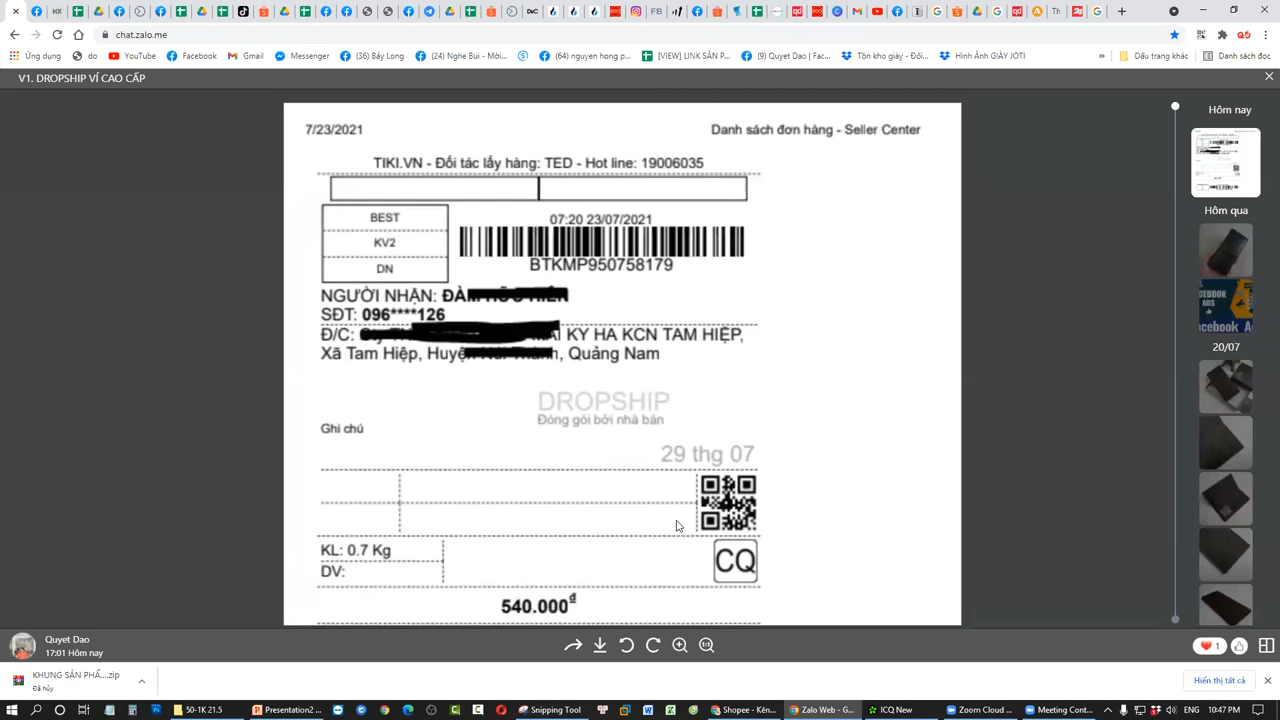 chat.zalo.me
Ứng dụng
do
YouTube
Facebook
Gmail
Messenger
(36) Bảy Long
(24) Nghe Bui - Mời...
(64) nguyen hong p...
[VIEW] LINK SẢN P...
(9) Quyet Dao | Fac...
Tồn kho giày - Đối...
Hình Ảnh GIÀY JOTI
»
Dấu trang khác
Danh sách đọc
V1. DROPSHIP VÍ CAO CẤP
Hôm nay
7/23/2021
Danh sách đơn hàng - Seller Center
TIKI.VN - Đối tác lấy hàng: TED - Hot line: 19006035
BEST
KV2
DN
07:20 23/07/2021
BTKMP950758179
NGƯỜI NHẬN:
SĐT: 096****126
Đ/C: KY HA KCN TAM HIỆP,
Xã Tam Hiệp, Huyện , Quảng Nam
DROPSHIP
Đóng gói bởi nhà bán
Ghi chú
29 thg 07
KL: 0.7 Kg
DV:
CQ
540.000đ
Hôm qua
20/07
Quyet Dao
17:01 Hôm nay
1
KHUNG SẢN PHẨ....zip
Đã hủy
Hiển thị tất cả
50-1K 21.5
Presentation2
Snipping Tool
Shopee - Kên...
Zalo Web - G...
ICQ New
Zoom Cloud ...
Meeting Cont...
ENG
10:47 PM